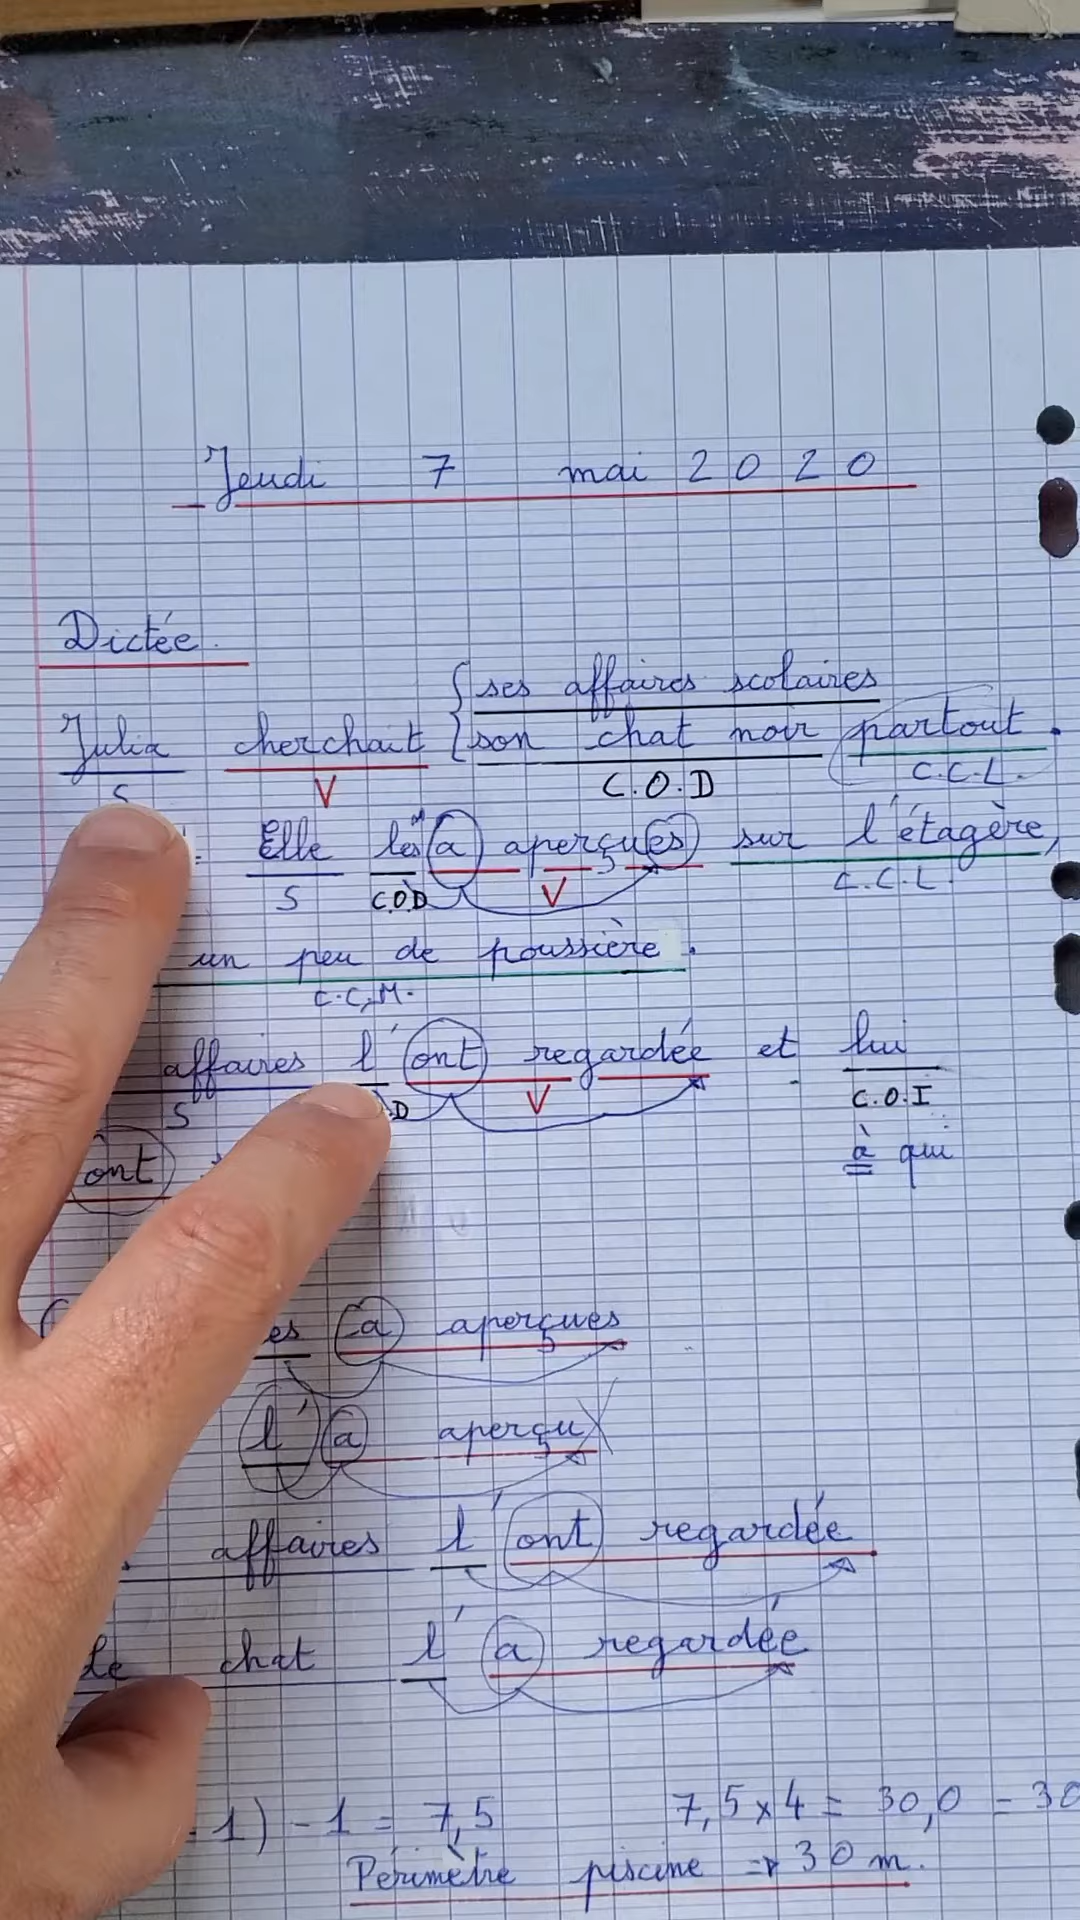 Jeudi 7 mai 2020
Dictée.
ses affaires scolaires
Julia cherchait son chat noir partout.
S V C.O.D C.C.L.
Elle les a aperçues sur l'étagère,
S C.O.D V C.C.L.
un peu de poussière.
C.C.M.
affaires l'ont regardée et lui
S D V C.O.I
ont à qui
es a aperçues
l'a aperçu
affaires l'ont regardée
Le chat l'a regardée
1) - 1 = 7,5 7,5 x 4 = 30,0 = 30
Périmètre piscine => 30 m.